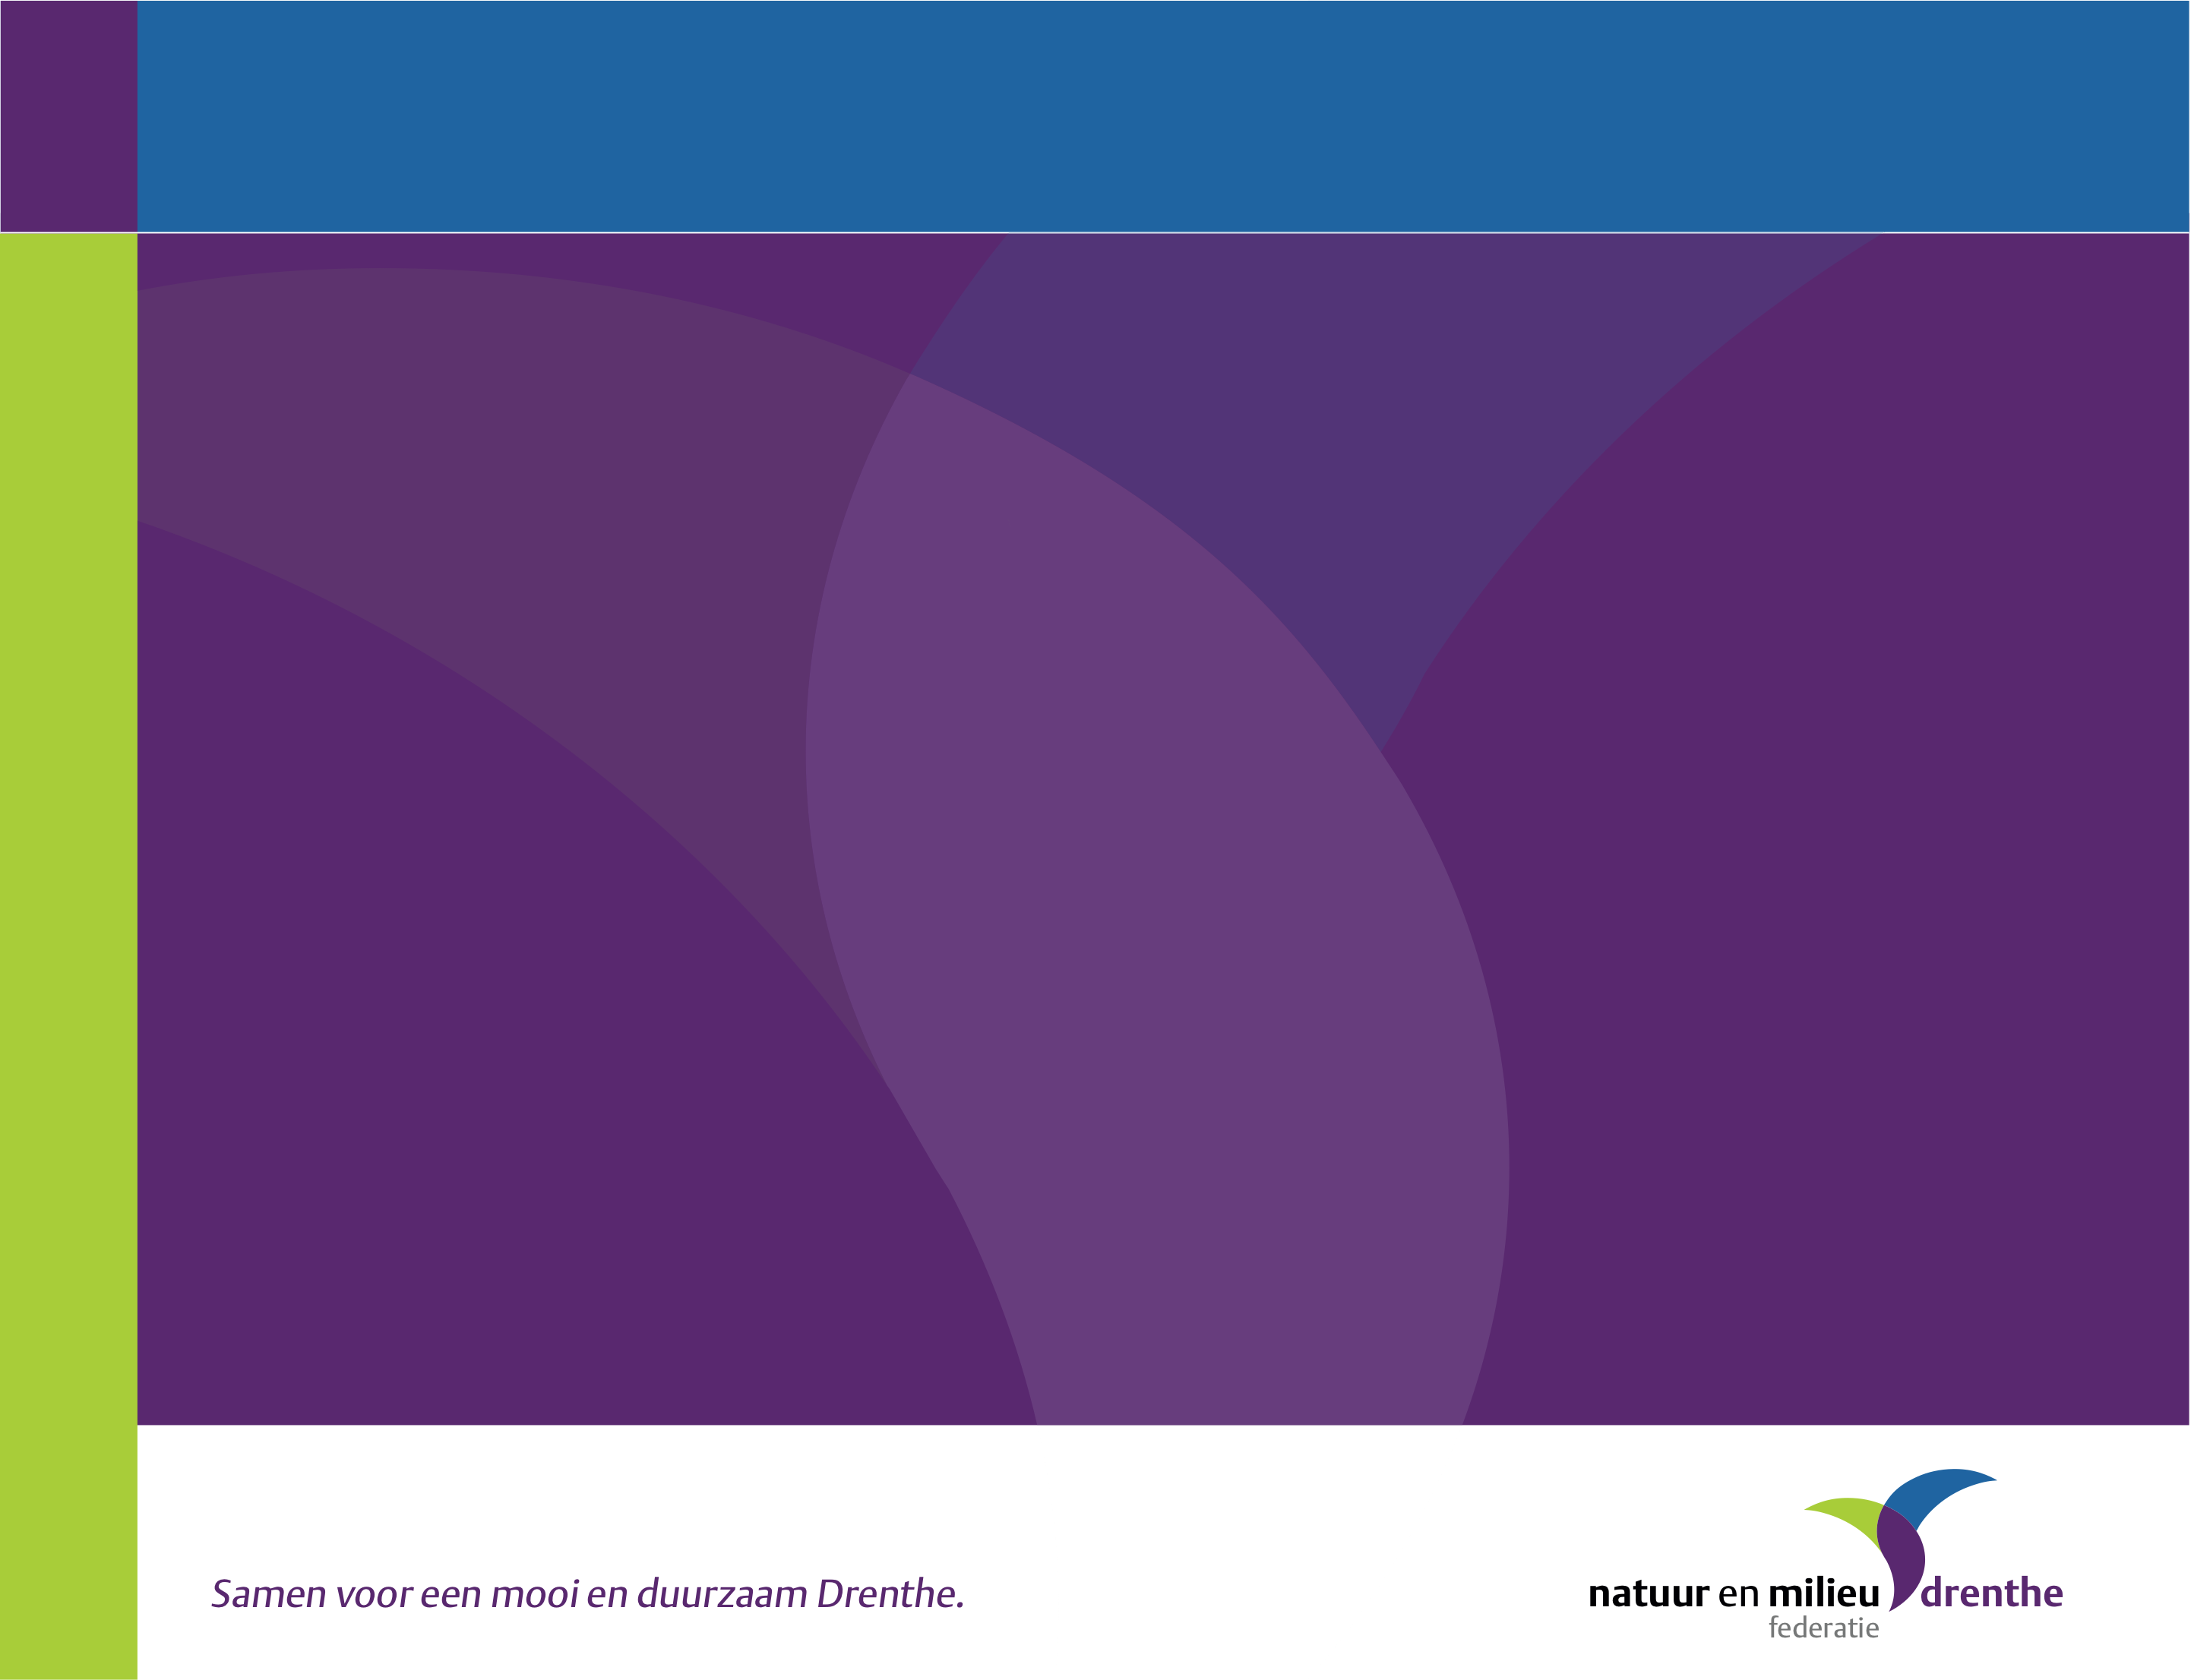 Samen voor een mooi en duurzaam Drenthe.
natuur en milieu drenthe
federatie